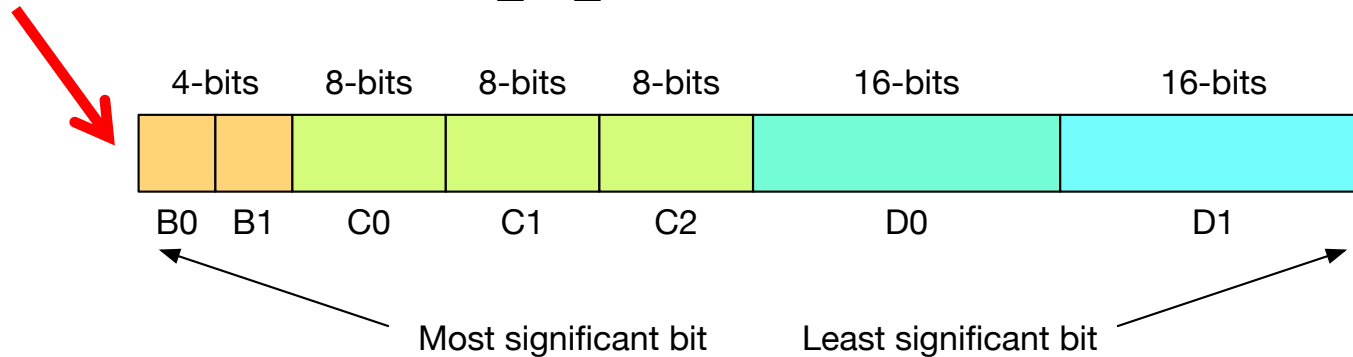 4-bits 8-bits 8-bits 8-bits 16-bits 16-bits
B0 B1 C0 C1 C2 D0 D1
Most significant bit Least significant bit